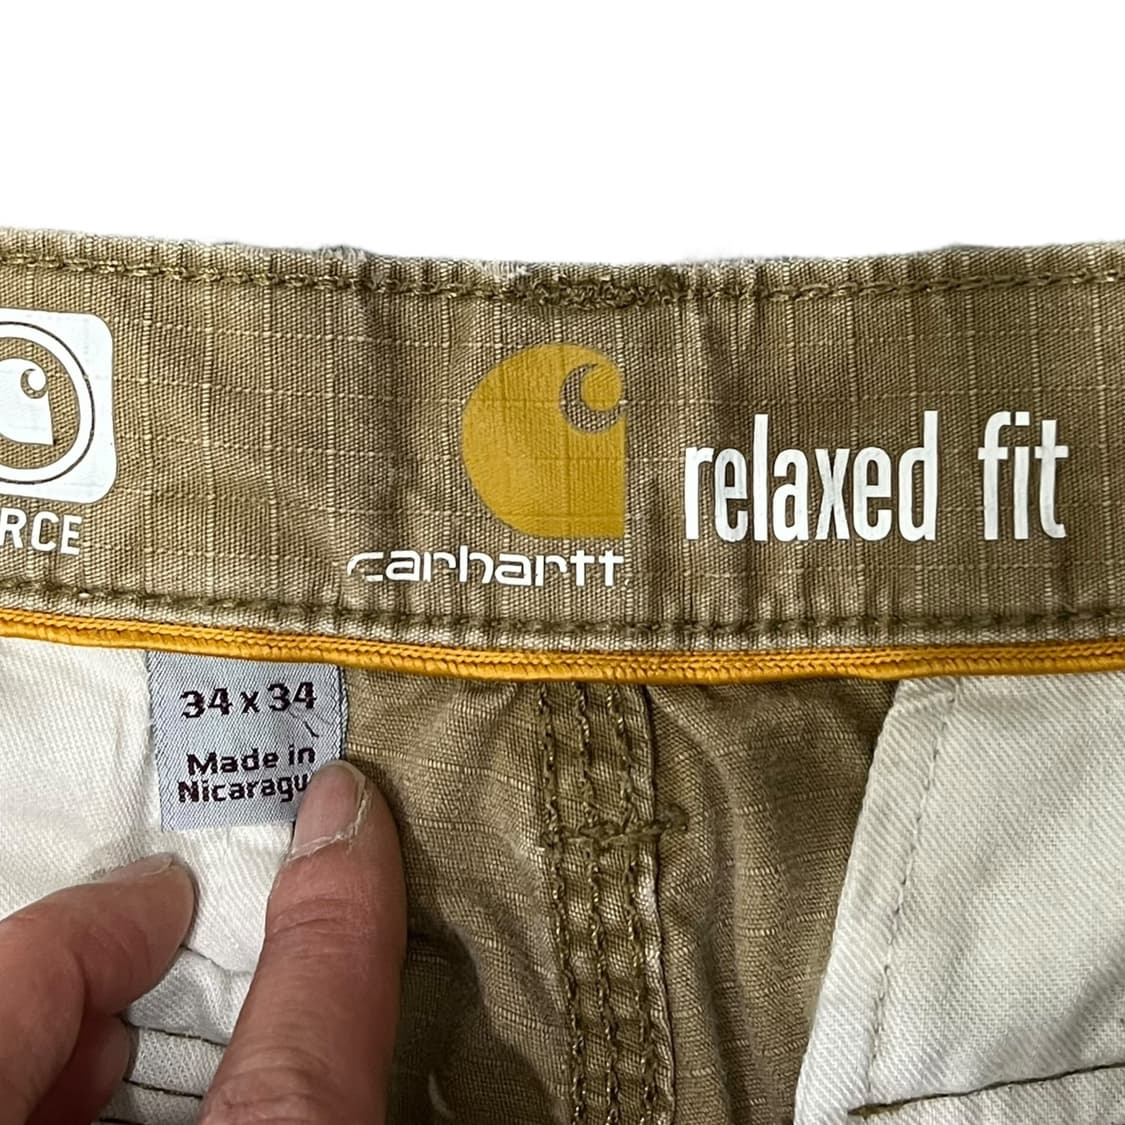 RCE
carhartt
relaxed fit
34 x 34
Made in
Nicaragu